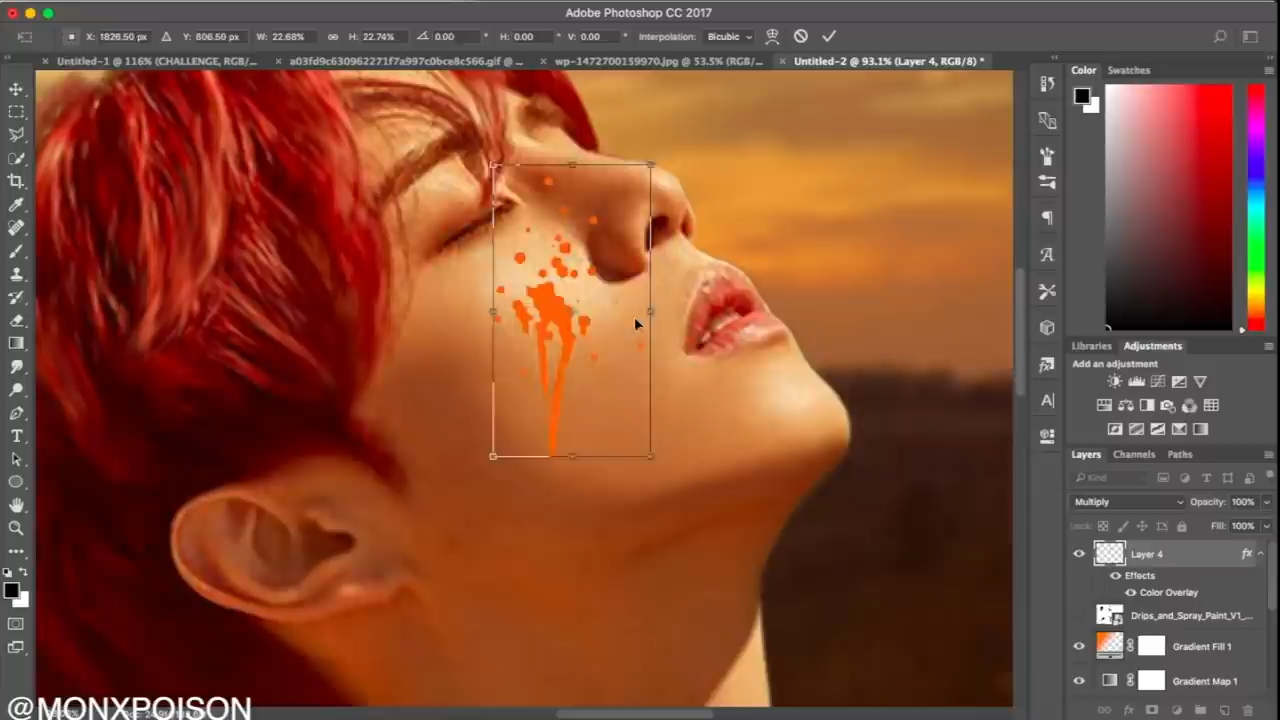 Adobe Photoshop CC 2017
X: 1826.50 px Y: 806.50 px W: 22.68% H: 22.74% 0.00 ° H: 0.00 ° V: 0.00 ° Interpolation: Bicubic
Untitled-1 @ 116% (CHALLENGE, RGB/... a03fd9c630962271f7a997c0bce8c566.gif @ ... wp-1472700159970.jpg @ 53.5% (RGB/... Untitled-2 @ 93.1% (Layer 4, RGB/8) *
Color Swatches
Libraries Adjustments
Add an adjustment
Layers Channels Paths
Kind
Multiply Opacity: 100%
Lock: Fill: 100%
Layer 4 fx
Effects
Color Overlay
Drips_and_Spray_Paint_V1_...
Gradient Fill 1
Gradient Map 1
@MONXPOISON